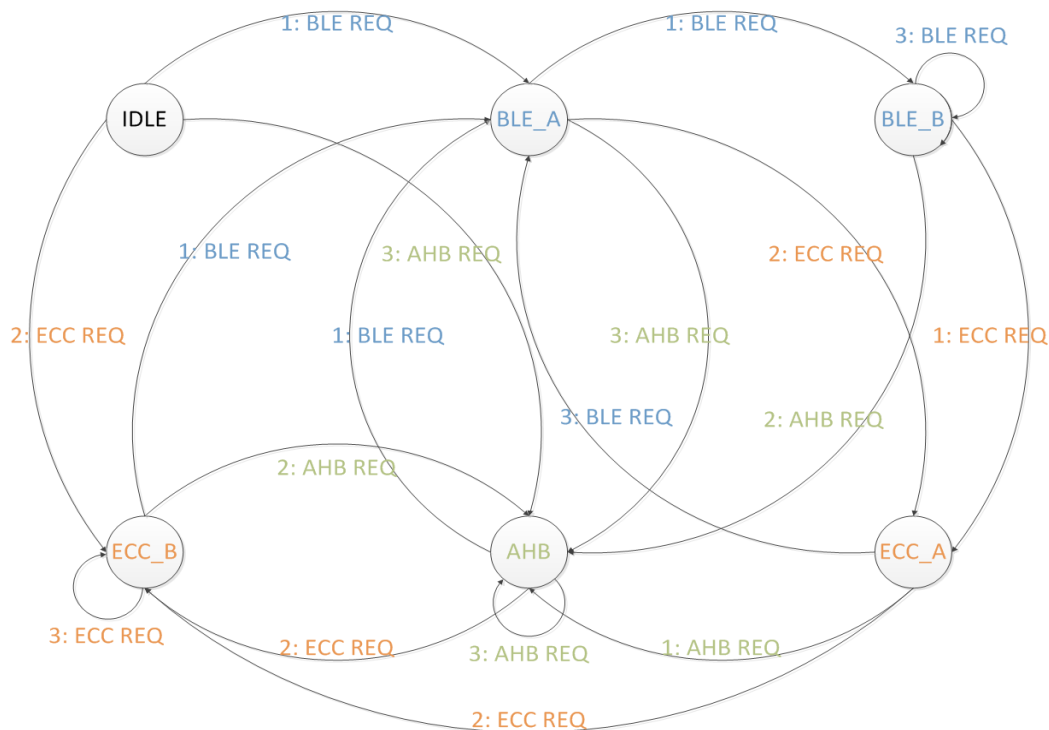 1: BLE REQ
1: BLE REQ
3: BLE REQ
IDLE
BLE_A
BLE_B
1: BLE REQ
3: AHB REQ
2: ECC REQ
2: ECC REQ
1: BLE REQ
3: AHB REQ
1: ECC REQ
3: BLE REQ
2: AHB REQ
2: AHB REQ
ECC_B
AHB
ECC_A
3: ECC REQ
2: ECC REQ
3: AHB REQ
1: AHB REQ
2: ECC REQ